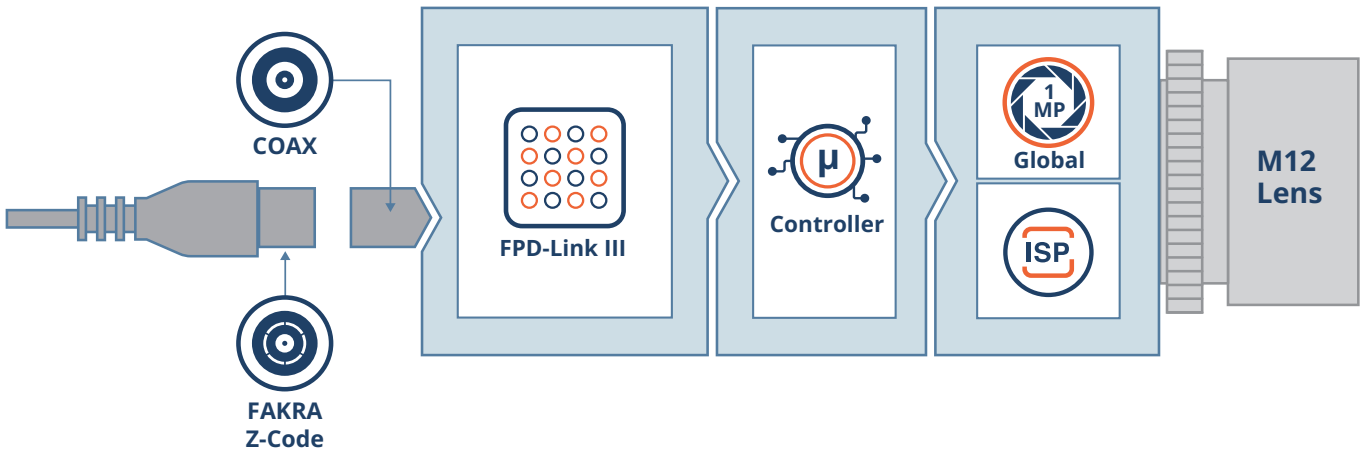 COAX
FAKRA
Z-Code
FPD-Link III
µ
Controller
1
MP
Global
ISP
M12
Lens